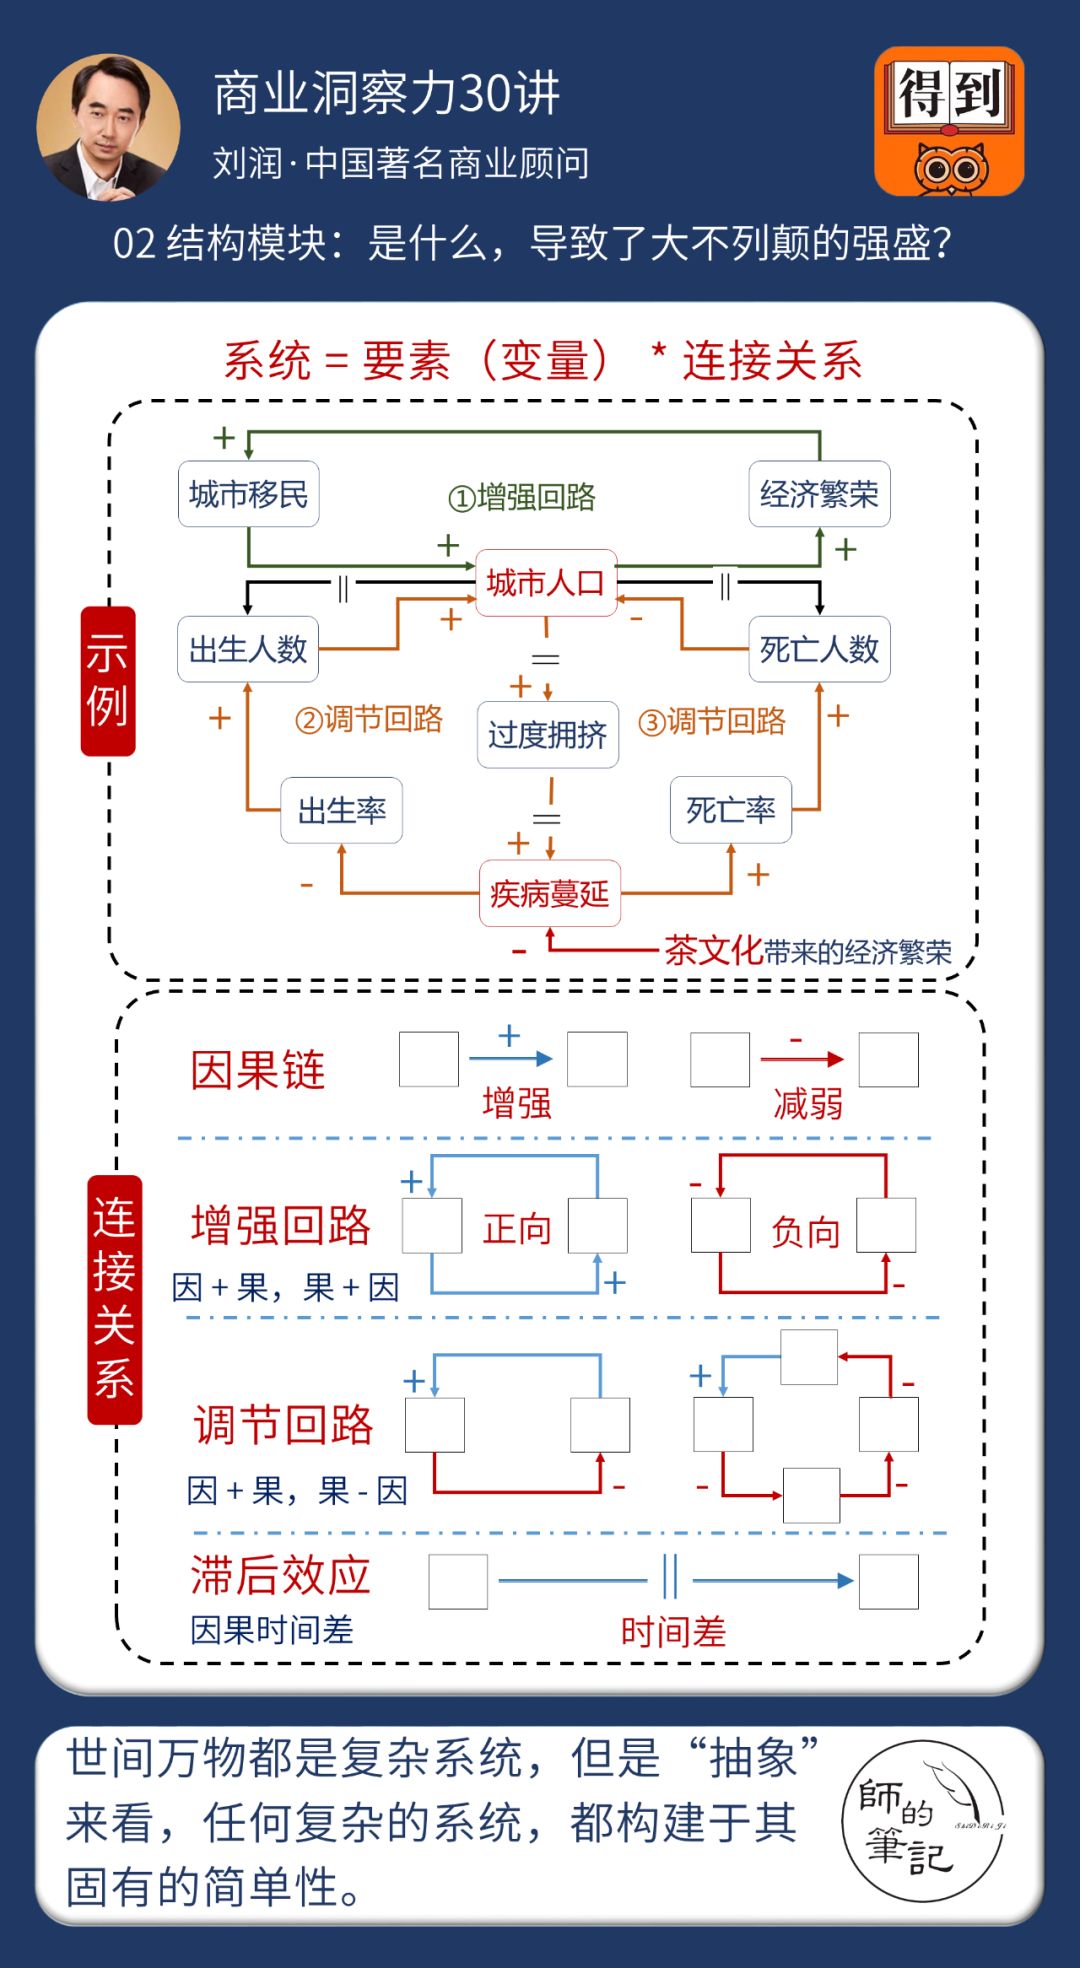 商业洞察力30讲
刘润·中国著名商业顾问
得到
02 结构模块：是什么，导致了大不列颠的强盛？
系统 = 要素（变量） * 连接关系
+
城市移民
①增强回路
经济繁荣
+
+
城市人口
||
||
示例
出生人数
+
-
死亡人数
=
+
+
②调节回路
过度拥挤
③调节回路
+
出生率
=
死亡率
+
-
疾病蔓延
+
-
茶文化带来的经济繁荣
因果链
+
增强
-
减弱
连接关系
增强回路
因 + 果，果 + 因
+
正向
+
-
负向
-
调节回路
因 + 果，果 - 因
+
-
+
-
-
-
滞后效应
因果时间差
||
时间差
世间万物都是复杂系统，但是“抽象”
来看，任何复杂的系统，都构建于其
固有的简单性。
師的
筆記